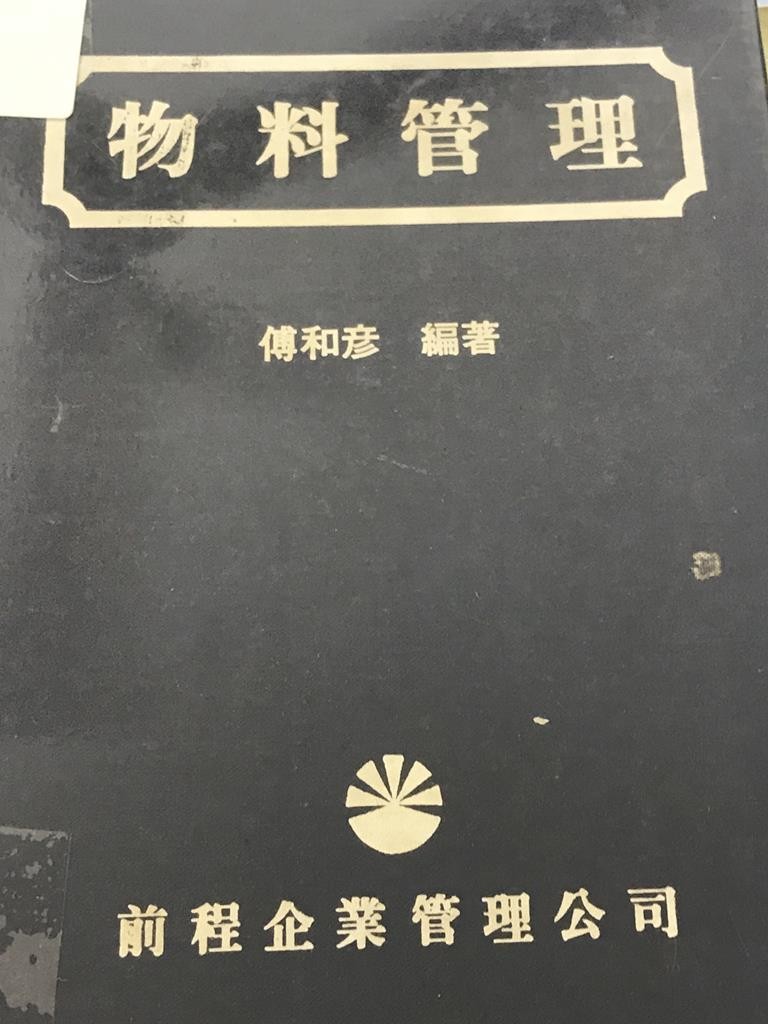 物料管理
傅和彥 編著
前程企業管理公司